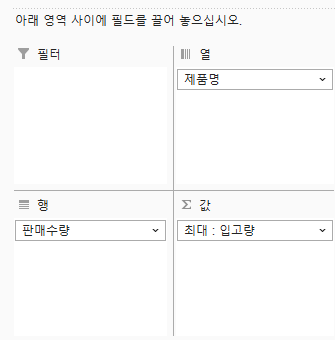 아래 영역 사이에 필드를 끌어 놓으십시오.
필터
열
제품명
행
값
판매수량
최대 : 입고량